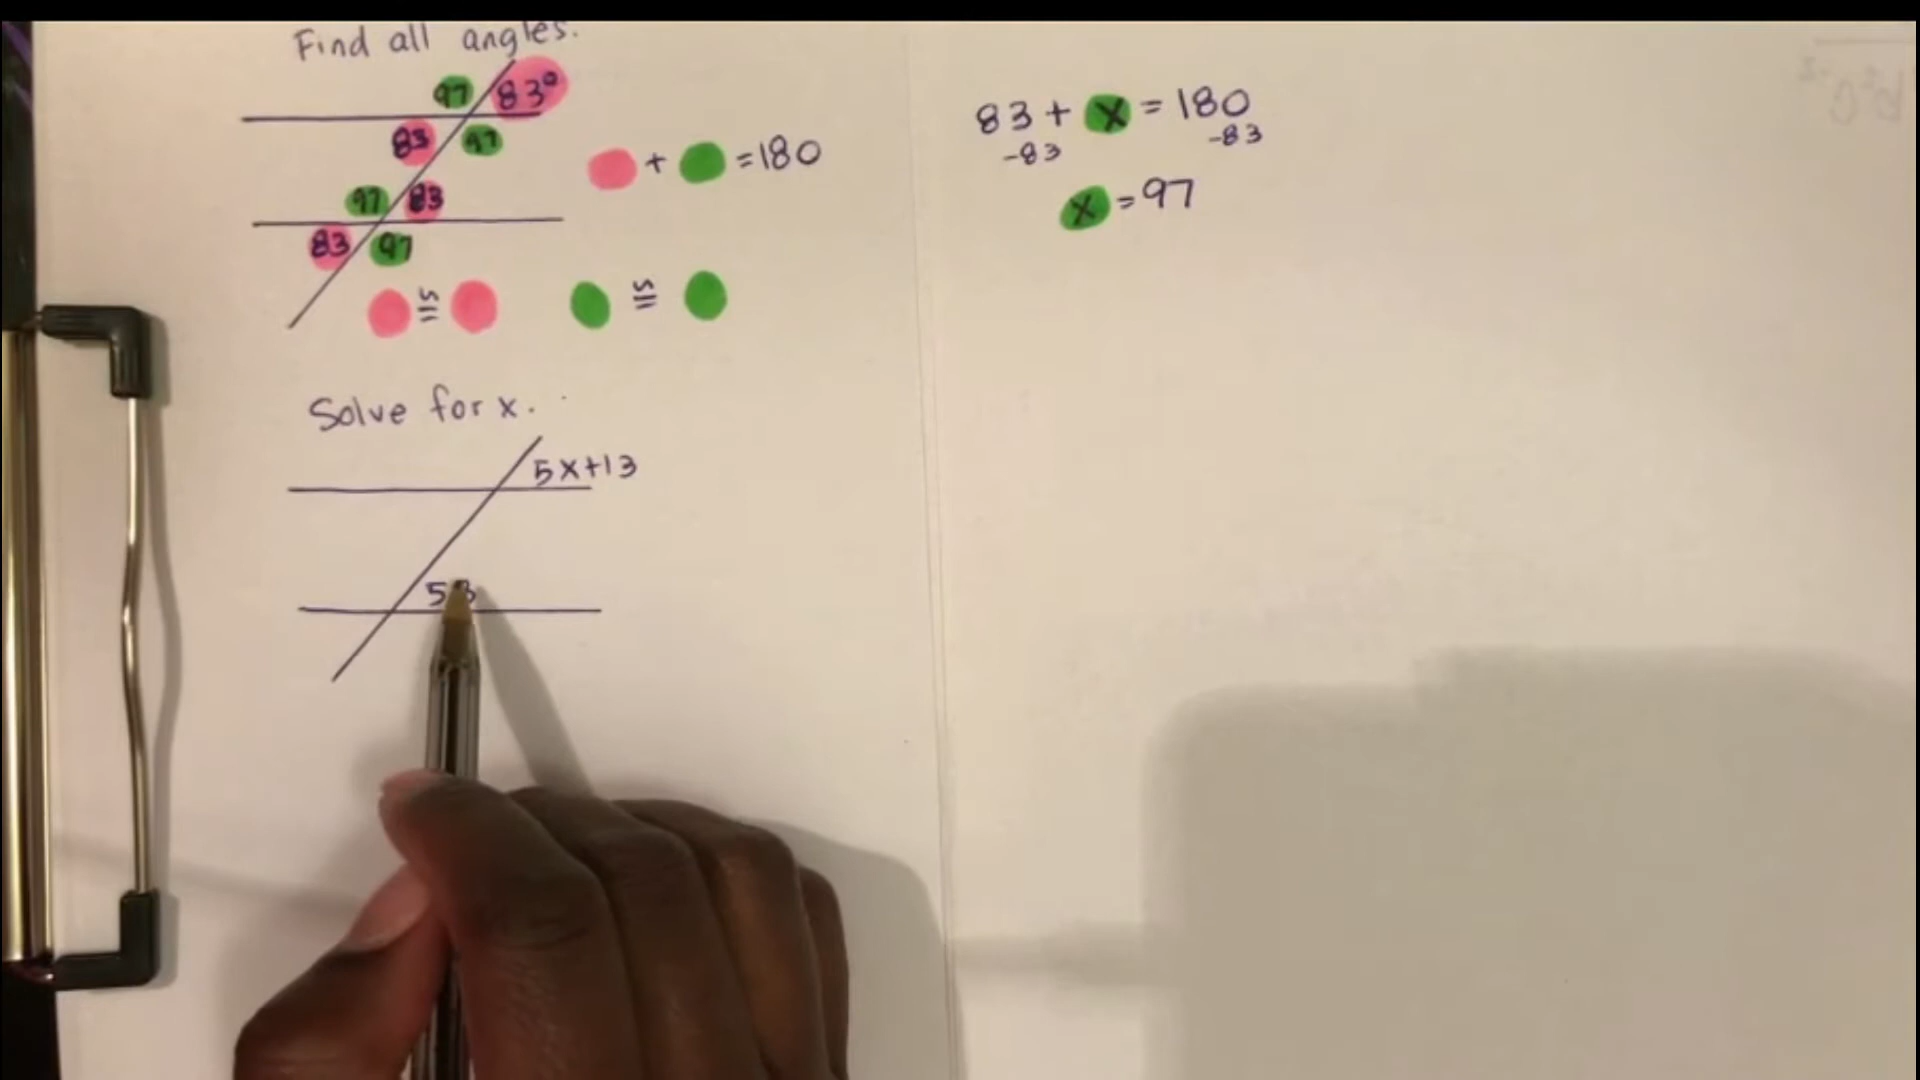 Find all angles.
97 83°
83 97
97 83
83 97
+ = 180
≅ ≅
83 + x = 180
-83 -83
x = 97
Solve for x.
5x+13
53